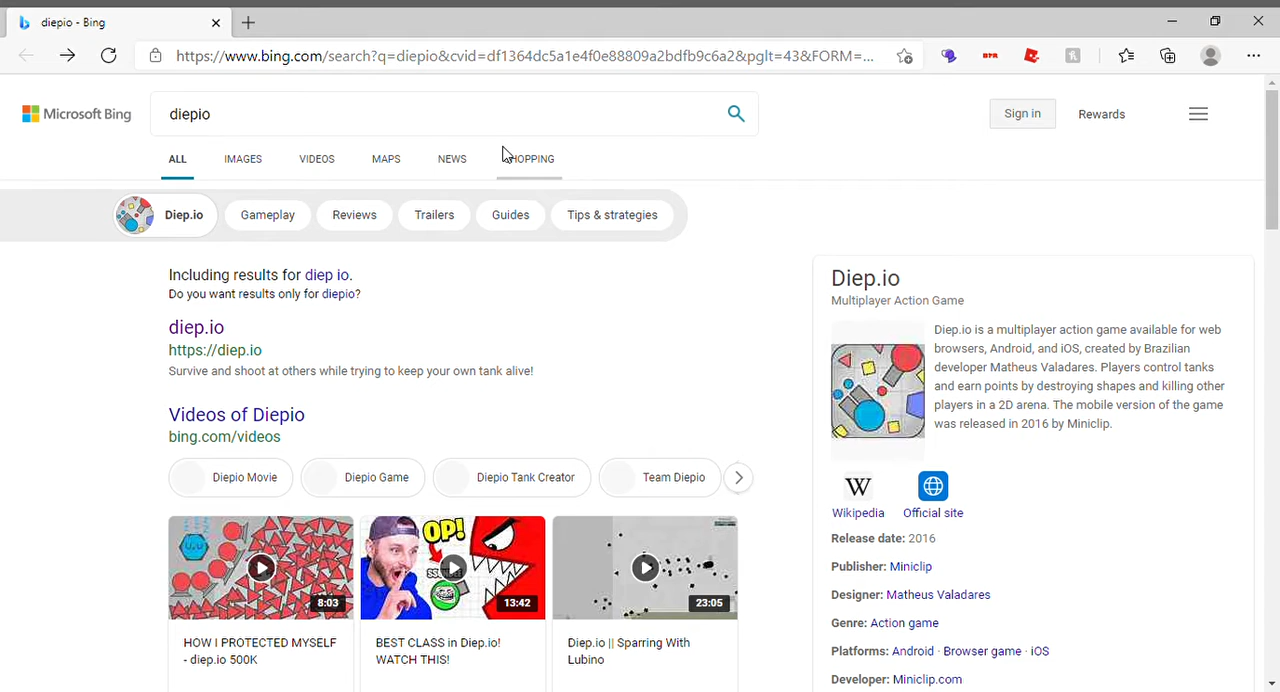 diepio - Bing
https://www.bing.com/search?q=diepio&cvid=df1364dc5a1e4f0e88809a2bdfb9c6a2&pglt=43&FORM=...
Microsoft Bing
diepio
Sign in
Rewards
ALL
IMAGES
VIDEOS
MAPS
NEWS
SHOPPING
Diep.io
Gameplay
Reviews
Trailers
Guides
Tips & strategies
Including results for diep io.
Do you want results only for diepio?
diep.io
https://diep.io
Survive and shoot at others while trying to keep your own tank alive!
Videos of Diepio
bing.com/videos
Diepio Movie
Diepio Game
Diepio Tank Creator
Team Diepio
8:03
OP!
13:42
23:05
HOW I PROTECTED MYSELF
- diep.io 500K
BEST CLASS in Diep.io!
WATCH THIS!
Diep.io || Sparring With
Lubino
Diep.io
Multiplayer Action Game
Diep.io is a multiplayer action game available for web
browsers, Android, and iOS, created by Brazilian
developer Matheus Valadares. Players control tanks
and earn points by destroying shapes and killing other
players in a 2D arena. The mobile version of the game
was released in 2016 by Miniclip.
W
Wikipedia
Official site
Release date: 2016
Publisher: Miniclip
Designer: Matheus Valadares
Genre: Action game
Platforms: Android · Browser game · iOS
Developer: Miniclip.com